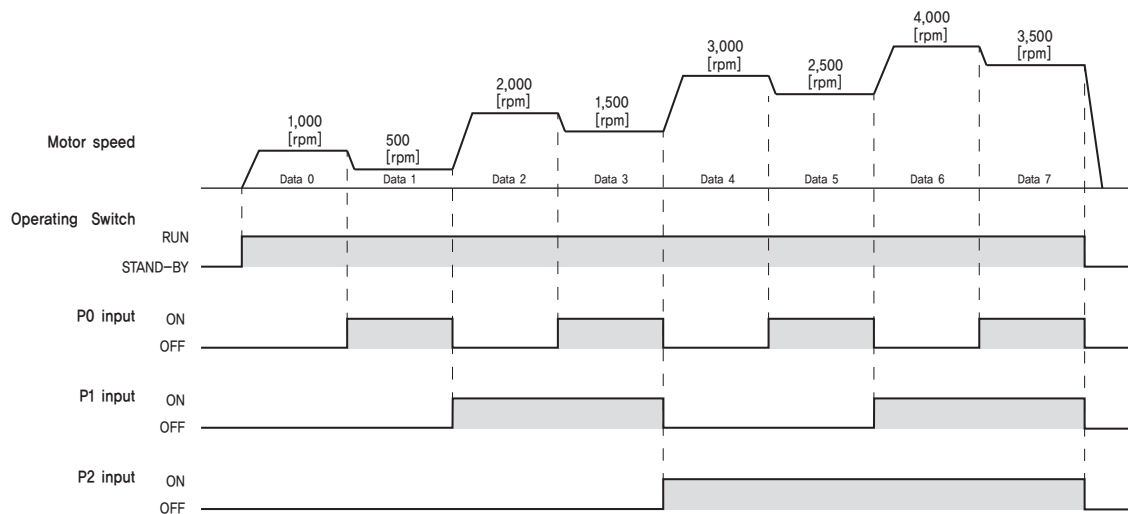 4,000
[rpm]
3,500
[rpm]
3,000
[rpm]
2,500
[rpm]
2,000
[rpm]
1,500
[rpm]
1,000
[rpm]
500
[rpm]
Motor speed
Data 0 Data 1 Data 2 Data 3 Data 4 Data 5 Data 6 Data 7
Operating Switch
RUN
STAND-BY
P0 input ON
OFF
P1 input ON
OFF
P2 input ON
OFF